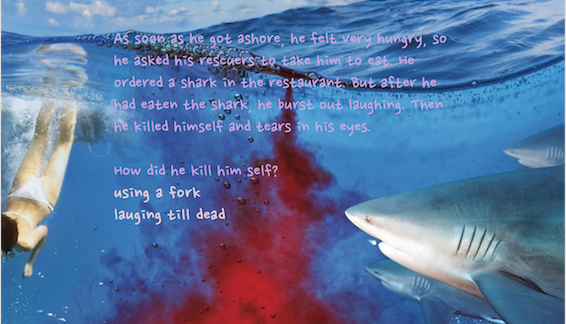 As soon as he got ashore, he felt very hungry, so
he asked his rescuers to take him to eat. He
ordered a shark in the restaurant. But after he
had eaten the shark, he burst out laughing. Then
he killed himself and tears in his eyes.
How did he kill him self?
using a fork
lauging till dead